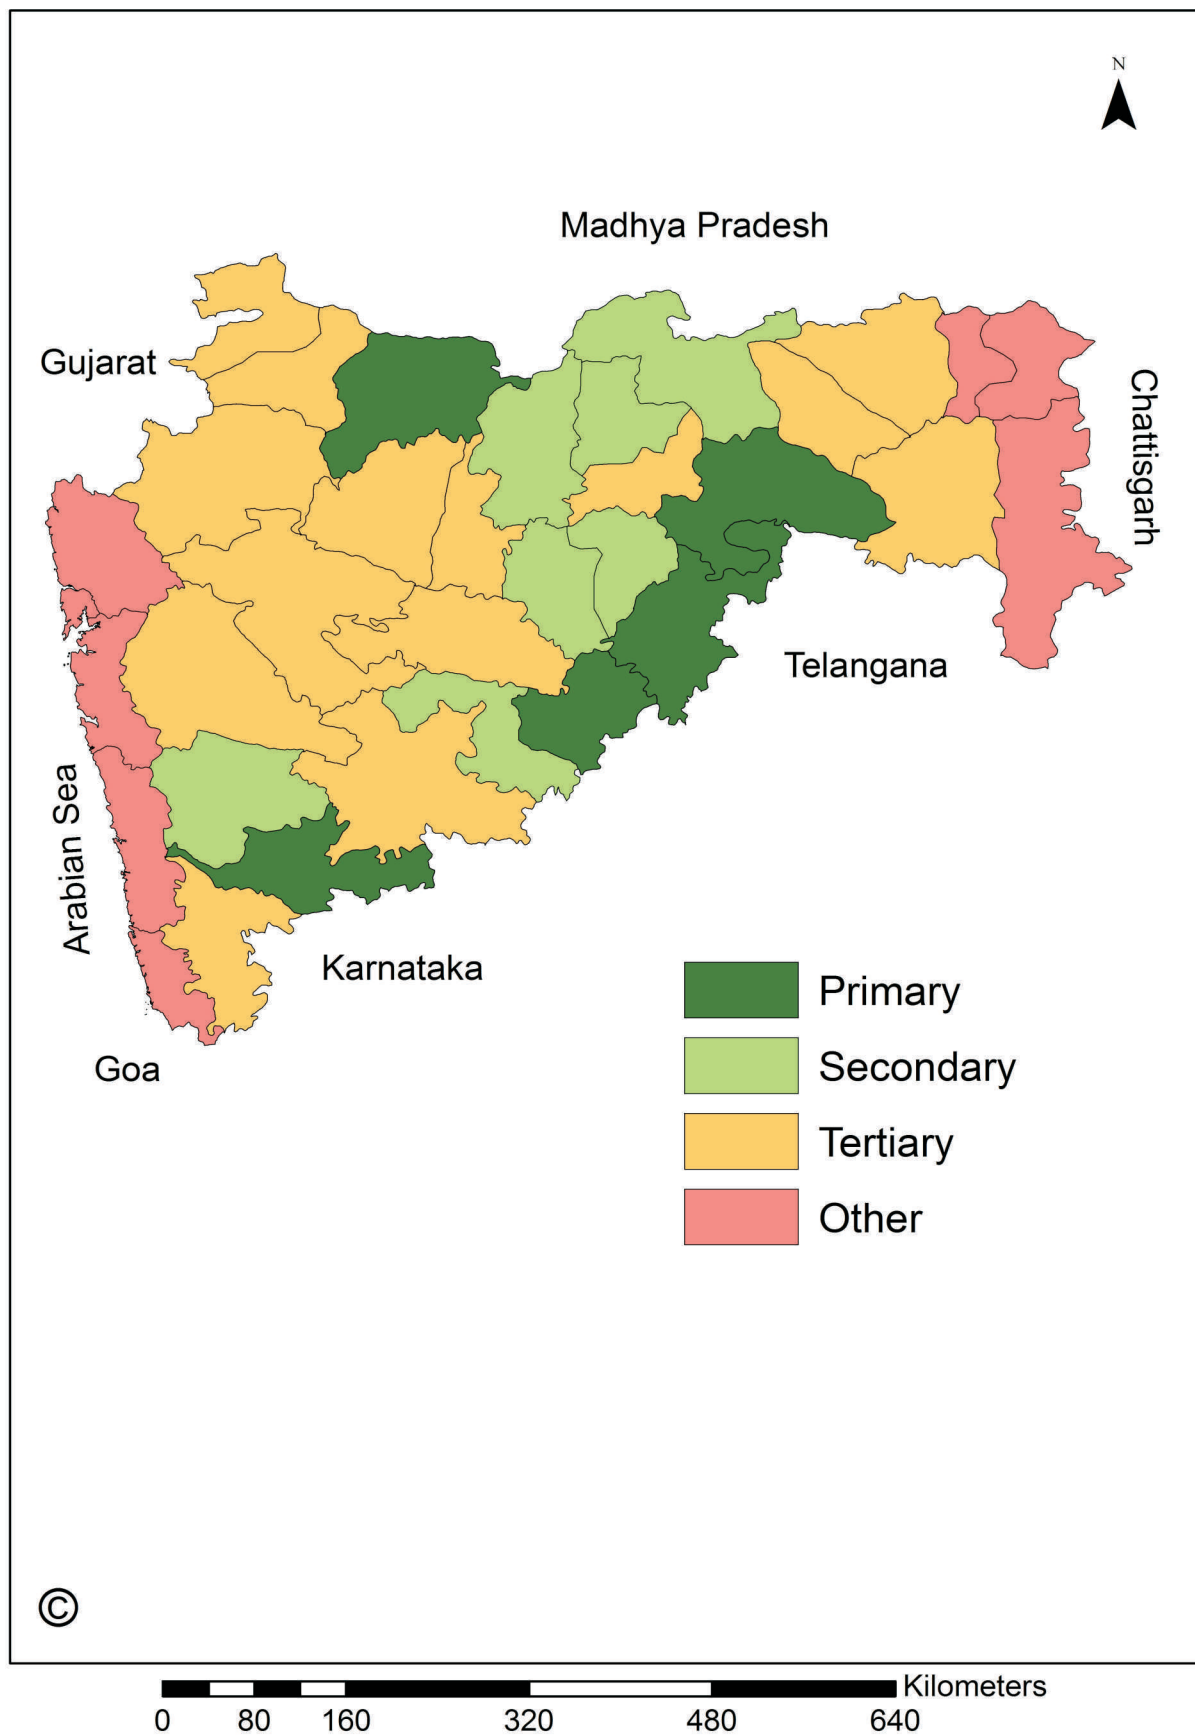 N
Madhya Pradesh
Gujarat
Chattisgarh
Telangana
Arabian Sea
Karnataka
Goa
Primary
Secondary
Tertiary
Other
©
Kilometers
0 80 160 320 480 640